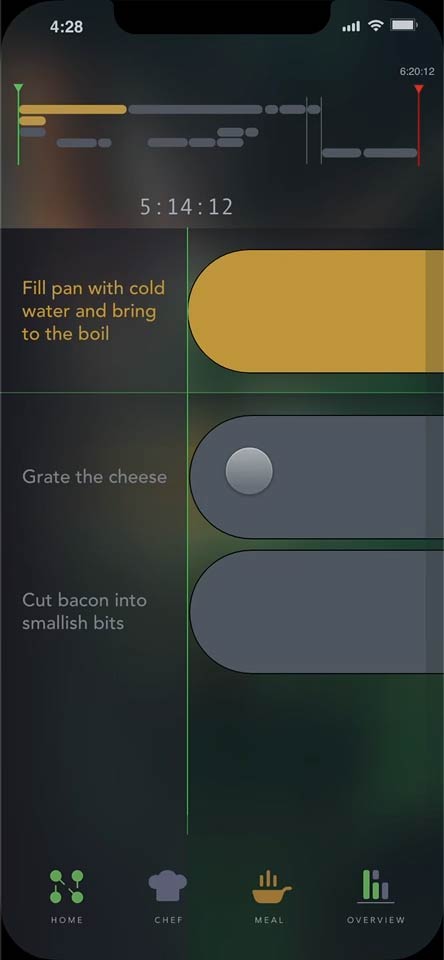 4:28
6:20:12
5:14:12
Fill pan with cold
water and bring
to the boil
Grate the cheese
Cut bacon into
smallish bits
HOME CHEF MEAL OVERVIEW